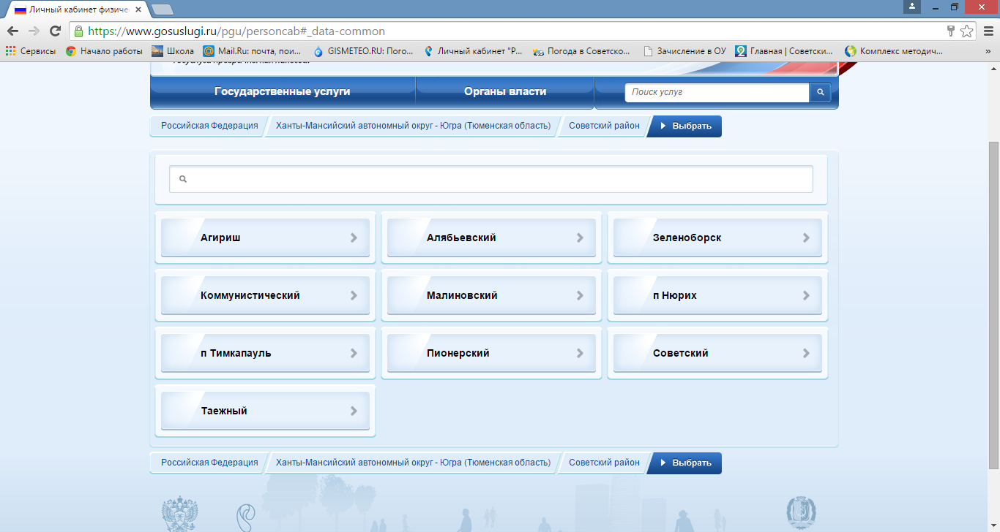 Личный кабинет физиче
https://www.gosuslugi.ru/pgu/personcab#_data-common
Сервисы Начало работы Школа Mail.Ru: почта, пои... GISMETEO.RU: Пого... Личный кабинет "Р... Погода в Советско... Зачисление в ОУ Главная | Советски... Комплекс методич... »
Государственные услуги Органы власти Поиск услуг
Российская Федерация Ханты-Мансийский автономный округ - Югра (Тюменская область) Советский район Выбрать
Агириш Алябьевский Зеленоборск
Коммунистический Малиновский п Нюрих
п Тимкапауль Пионерский Советский
Таежный
Российская Федерация Ханты-Мансийский автономный округ - Югра (Тюменская область) Советский район Выбрать